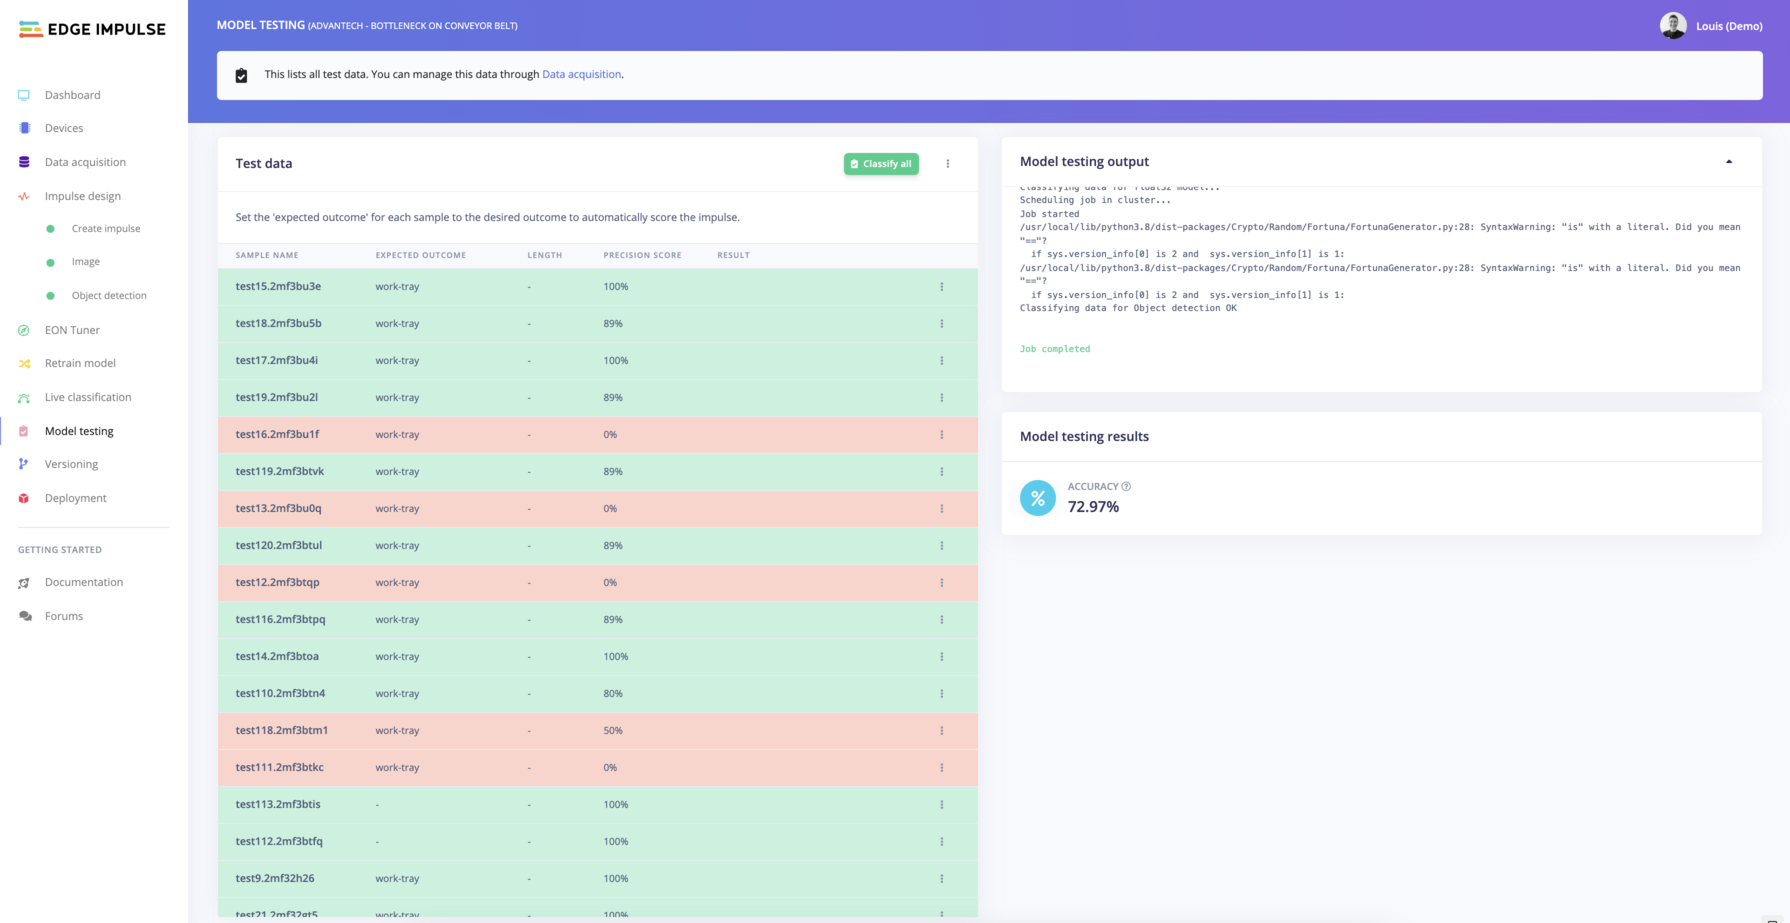 EDGE IMPULSE
Dashboard
Devices
Data acquisition
Impulse design
Create impulse
Image
Object detection
EON Tuner
Retrain model
Live classification
Model testing
Versioning
Deployment
GETTING STARTED
Documentation
Forums
MODEL TESTING (ADVANTECH - BOTTLENECK ON CONVEYOR BELT)
Louis (Demo)
This lists all test data. You can manage this data through Data acquisition.
Test data
Classify all
Set the 'expected outcome' for each sample to the desired outcome to automatically score the impulse.
SAMPLE NAME EXPECTED OUTCOME LENGTH PRECISION SCORE RESULT
test15.2mf3bu3e work-tray - 100%
test18.2mf3bu5b work-tray - 89%
test17.2mf3bu4i work-tray - 100%
test19.2mf3bu2l work-tray - 89%
test16.2mf3bu1f work-tray - 0%
test119.2mf3btvk work-tray - 89%
test13.2mf3bu0q work-tray - 0%
test120.2mf3btul work-tray - 89%
test12.2mf3btqp work-tray - 0%
test116.2mf3btpq work-tray - 89%
test14.2mf3btoa work-tray - 100%
test110.2mf3btn4 work-tray - 80%
test118.2mf3btm1 work-tray - 50%
test111.2mf3btkc work-tray - 0%
test113.2mf3btis - - 100%
test112.2mf3btfq - - 100%
test9.2mf32h26 work-tray - 100%
test21.2mf32gt5 work-tray - 100%
Model testing output
Classifying data for float32 model...
Scheduling job in cluster...
Job started
/usr/local/lib/python3.8/dist-packages/Crypto/Random/Fortuna/FortunaGenerator.py:28: SyntaxWarning: "is" with a literal. Did you mean
"=="?
if sys.version_info[0] is 2 and sys.version_info[1] is 1:
/usr/local/lib/python3.8/dist-packages/Crypto/Random/Fortuna/FortunaGenerator.py:28: SyntaxWarning: "is" with a literal. Did you mean
"=="?
if sys.version_info[0] is 2 and sys.version_info[1] is 1:
Classifying data for Object detection OK
Job completed
Model testing results
%
ACCURACY ?
72.97%